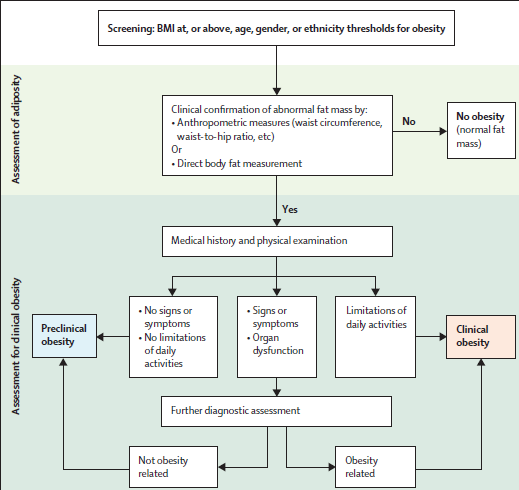 Screening: BMI at, or above, age, gender, or ethnicity thresholds for obesity
Assessment of adiposity
Clinical confirmation of abnormal fat mass by:
• Anthropometric measures (waist circumference,
waist-to-hip ratio, etc)
Or
• Direct body fat measurement
No
No obesity
(normal fat
mass)
Yes
Assessment for clinical obesity
Medical history and physical examination
Preclinical
obesity
• No signs or
symptoms
• No limitations
of daily
activities
• Signs or
symptoms
• Organ
dysfunction
Limitations of
daily activities
Clinical
obesity
Further diagnostic assessment
Not obesity
related
Obesity
related